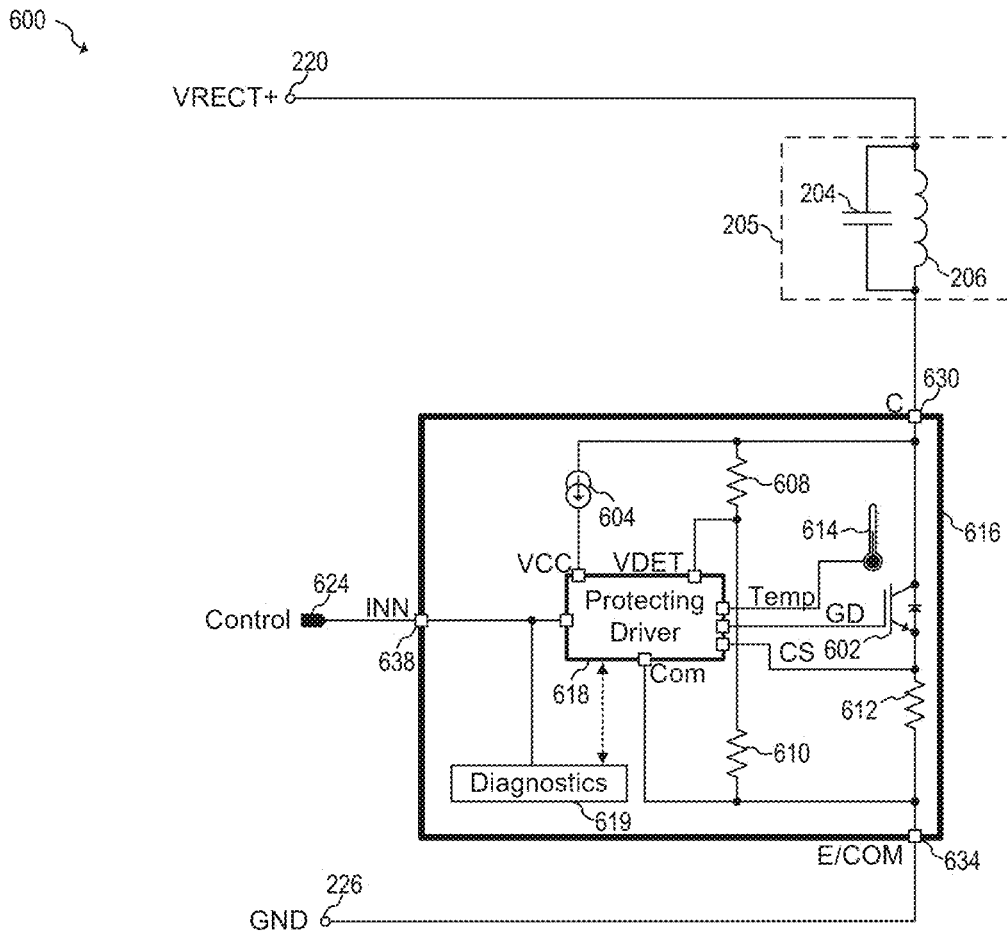 600
220
VRECT+
204
205
206
C
630
604
608
614
616
VCC
VDET
624
Control
INN
638
Protecting
Driver
Temp
GD
602
CS
618
Com
612
610
Diagnostics
619
E/COM
634
226
GND